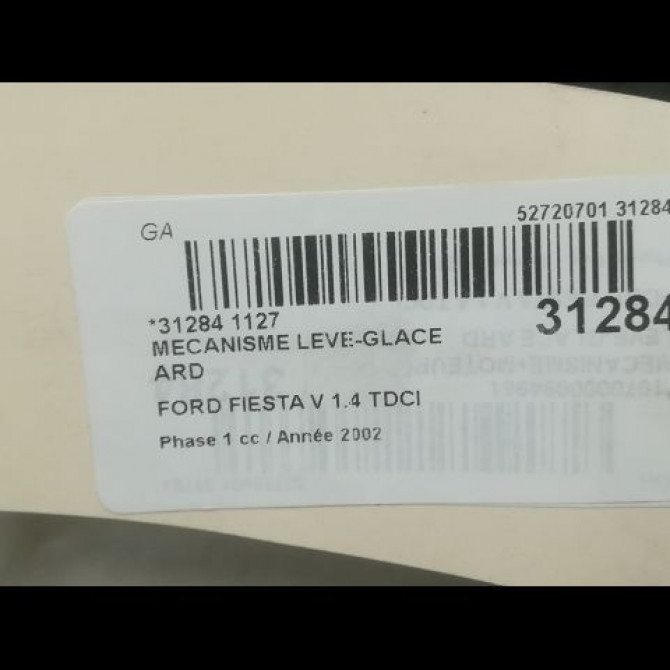 GA
52720701 31284
*31284 1127
31284
MECANISME LEVE-GLACE
ARD
FORD FIESTA V 1.4 TDCI
Phase 1 cc / Année 2002